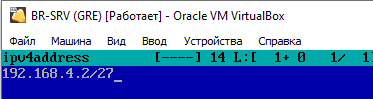 BR-SRV (GRE) [Работает] - Oracle VM VirtualBox
Файл Машина Вид Ввод Устройства Справка
ipv4address [----] 14 L:[ 1+ 0 1/ 1]
192.168.4.2/27